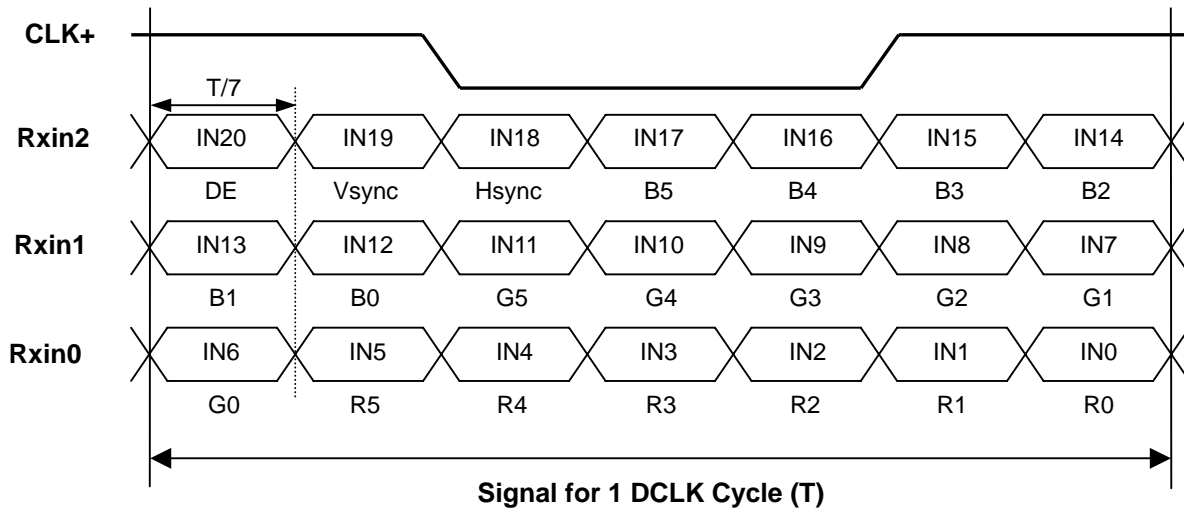 CLK+
T/7
Rxin2 IN20 IN19 IN18 IN17 IN16 IN15 IN14
DE Vsync Hsync B5 B4 B3 B2
Rxin1 IN13 IN12 IN11 IN10 IN9 IN8 IN7
B1 B0 G5 G4 G3 G2 G1
Rxin0 IN6 IN5 IN4 IN3 IN2 IN1 IN0
G0 R5 R4 R3 R2 R1 R0
Signal for 1 DCLK Cycle (T)